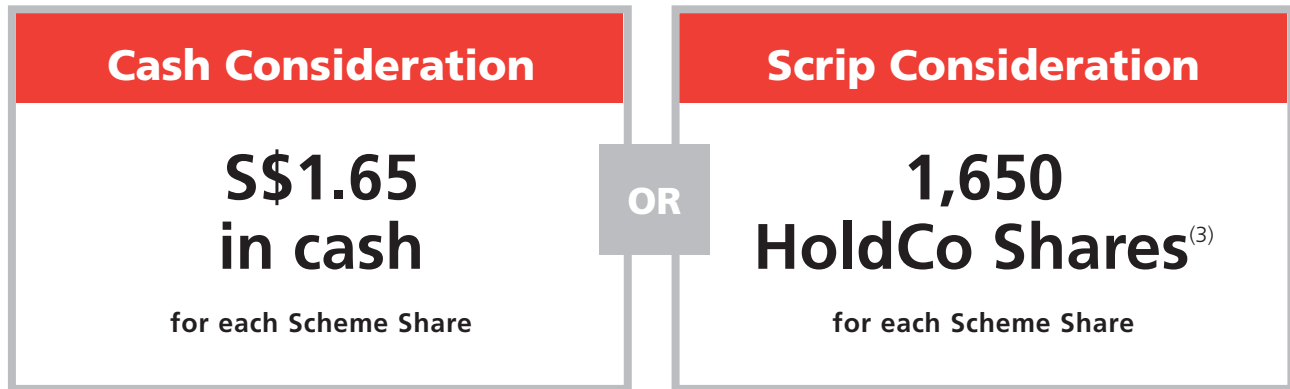 Cash Consideration
S$1.65
in cash
for each Scheme Share
OR
Scrip Consideration
1,650
HoldCo Shares(3)
for each Scheme Share